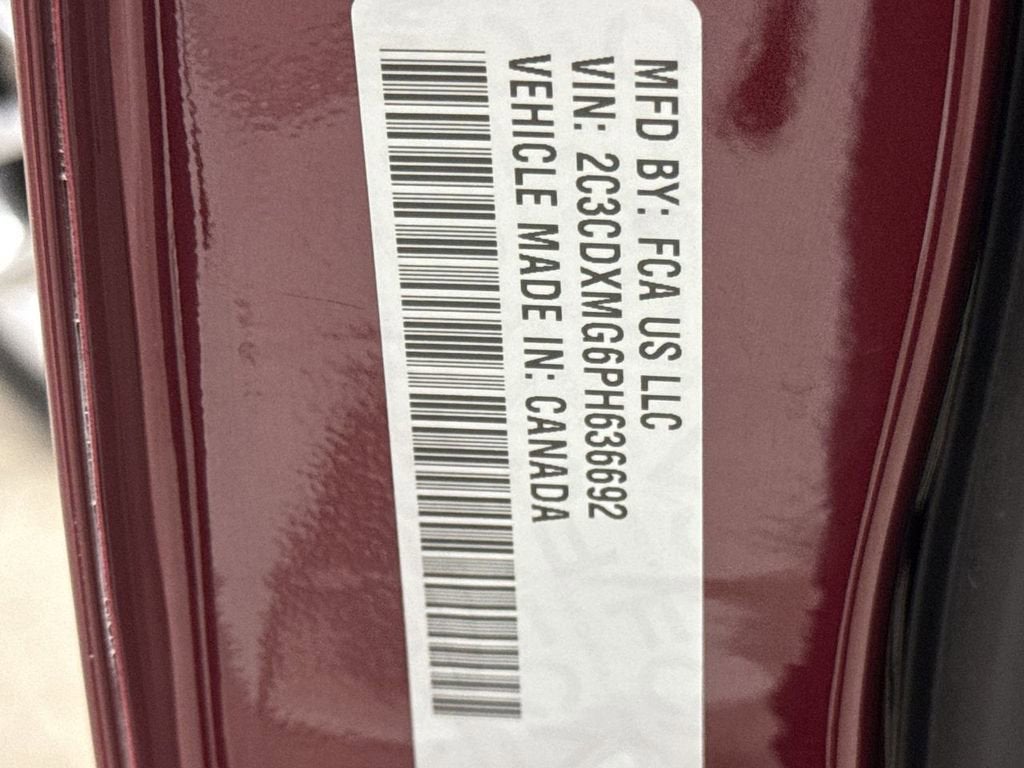 MFD BY: FCA US LLC
VIN: 2C3CDXMG6PH636692
VEHICLE MADE IN: CANADA